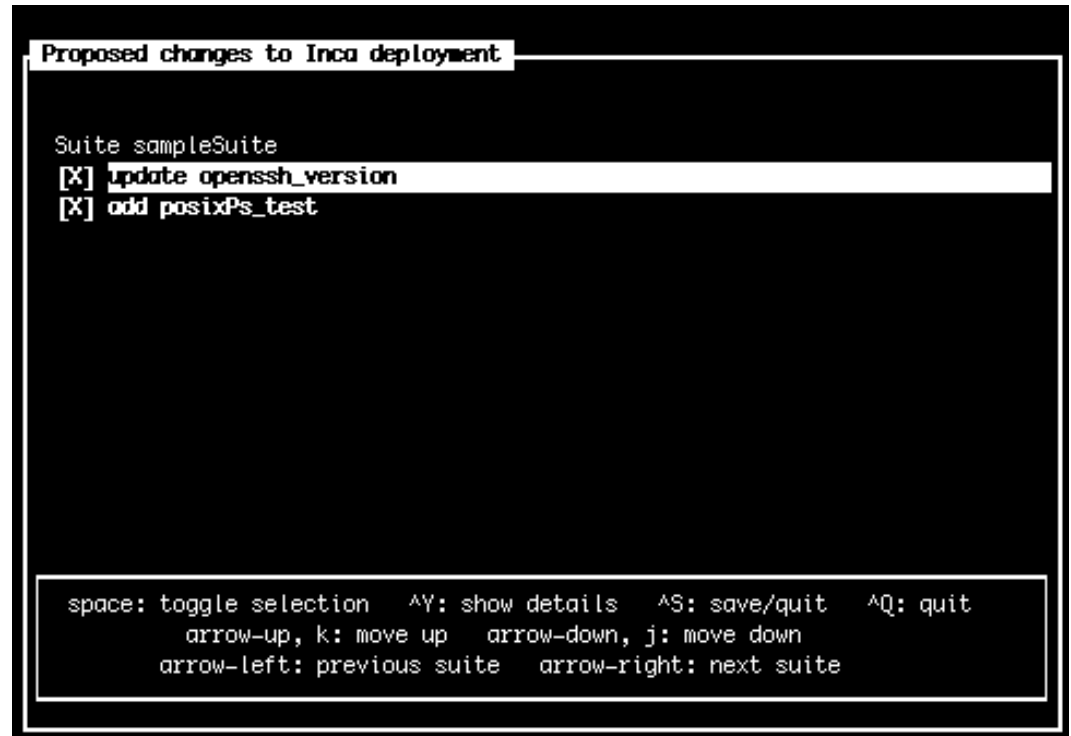 Proposed changes to Inca deployment
Suite sampleSuite
[X] update openssh_version
[X] add posixPs_test
space: toggle selection ^Y: show details ^S: save/quit ^Q: quit
arrow-up, k: move up arrow-down, j: move down
arrow-left: previous suite arrow-right: next suite